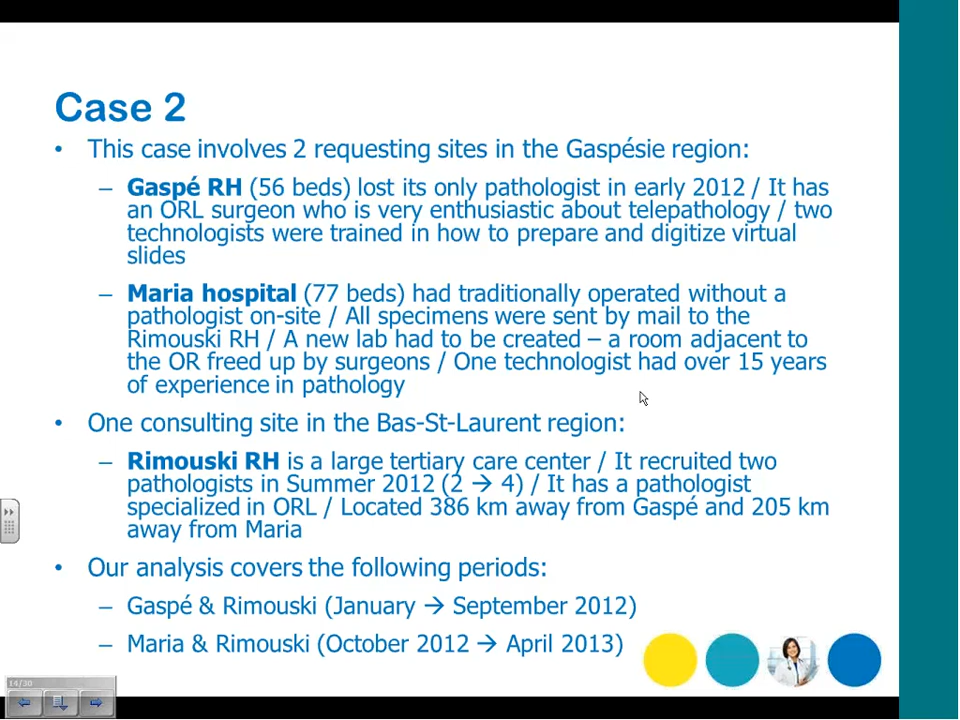 Case 2
• This case involves 2 requesting sites in the Gaspésie region:
– Gaspé RH (56 beds) lost its only pathologist in early 2012 / It has
an ORL surgeon who is very enthusiastic about telepathology / two
technologists were trained in how to prepare and digitize virtual
slides
– Maria hospital (77 beds) had traditionally operated without a
pathologist on-site / All specimens were sent by mail to the
Rimouski RH / A new lab had to be created – a room adjacent to
the OR freed up by surgeons / One technologist had over 15 years
of experience in pathology
• One consulting site in the Bas-St-Laurent region:
– Rimouski RH is a large tertiary care center / It recruited two
pathologists in Summer 2012 (2 → 4) / It has a pathologist
specialized in ORL / Located 386 km away from Gaspé and 205 km
away from Maria
• Our analysis covers the following periods:
– Gaspé & Rimouski (January → September 2012)
– Maria & Rimouski (October 2012 → April 2013)
14/30